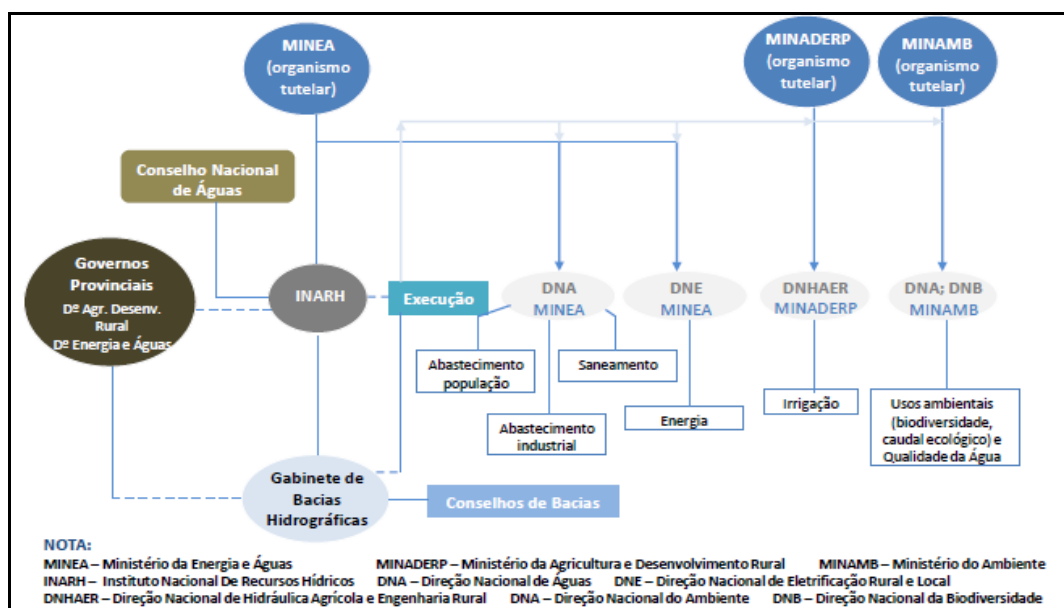 MINEA
(organismo
tutelar)
MINADERP
(organismo
tutelar)
MINAMB
(organismo
tutelar)
Conselho Nacional
de Águas
Governos
Provinciais
Dº Agr. Desenv.
Rural
Dº Energia e Águas
INARH
Execução
DNA
MINEA
DNE
MINEA
DNHAER
MINADERP
DNA; DNB
MINAMB
Abastecimento
população
Saneamento
Abastecimento
industrial
Energia
Irrigação
Usos ambientais
(biodiversidade,
caudal ecológico) e
Qualidade da Água
Gabinete de
Bacias
Hidrográficas
Conselhos de Bacias
NOTA:
MINEA – Ministério da Energia e Águas MINADERP – Ministério da Agricultura e Desenvolvimento Rural MINAMB – Ministério do Ambiente
INARH – Instituto Nacional De Recursos Hídricos DNA – Direção Nacional de Águas DNE – Direção Nacional de Eletrificação Rural e Local
DNHAER – Direção Nacional de Hidráulica Agrícola e Engenharia Rural DNA – Direção Nacional do Ambiente DNB – Direção Nacional da Biodiversidade